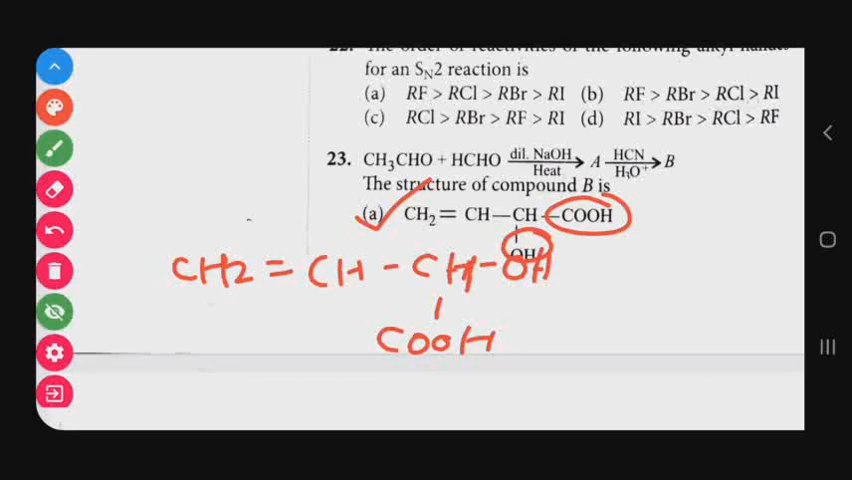 for an SN2 reaction is
(a) RF > RCl > RBr > RI (b) RF > RBr > RCl > RI
(c) RCl > RBr > RF > RI (d) RI > RBr > RCl > RF
23. CH3CHO + HCHO dil. NaOH Heat A HCN H3O+ B
The structure of compound B is
(a) CH2 = CH — CH — COOH
OH
CH2 = CH - CH - OH
COOH